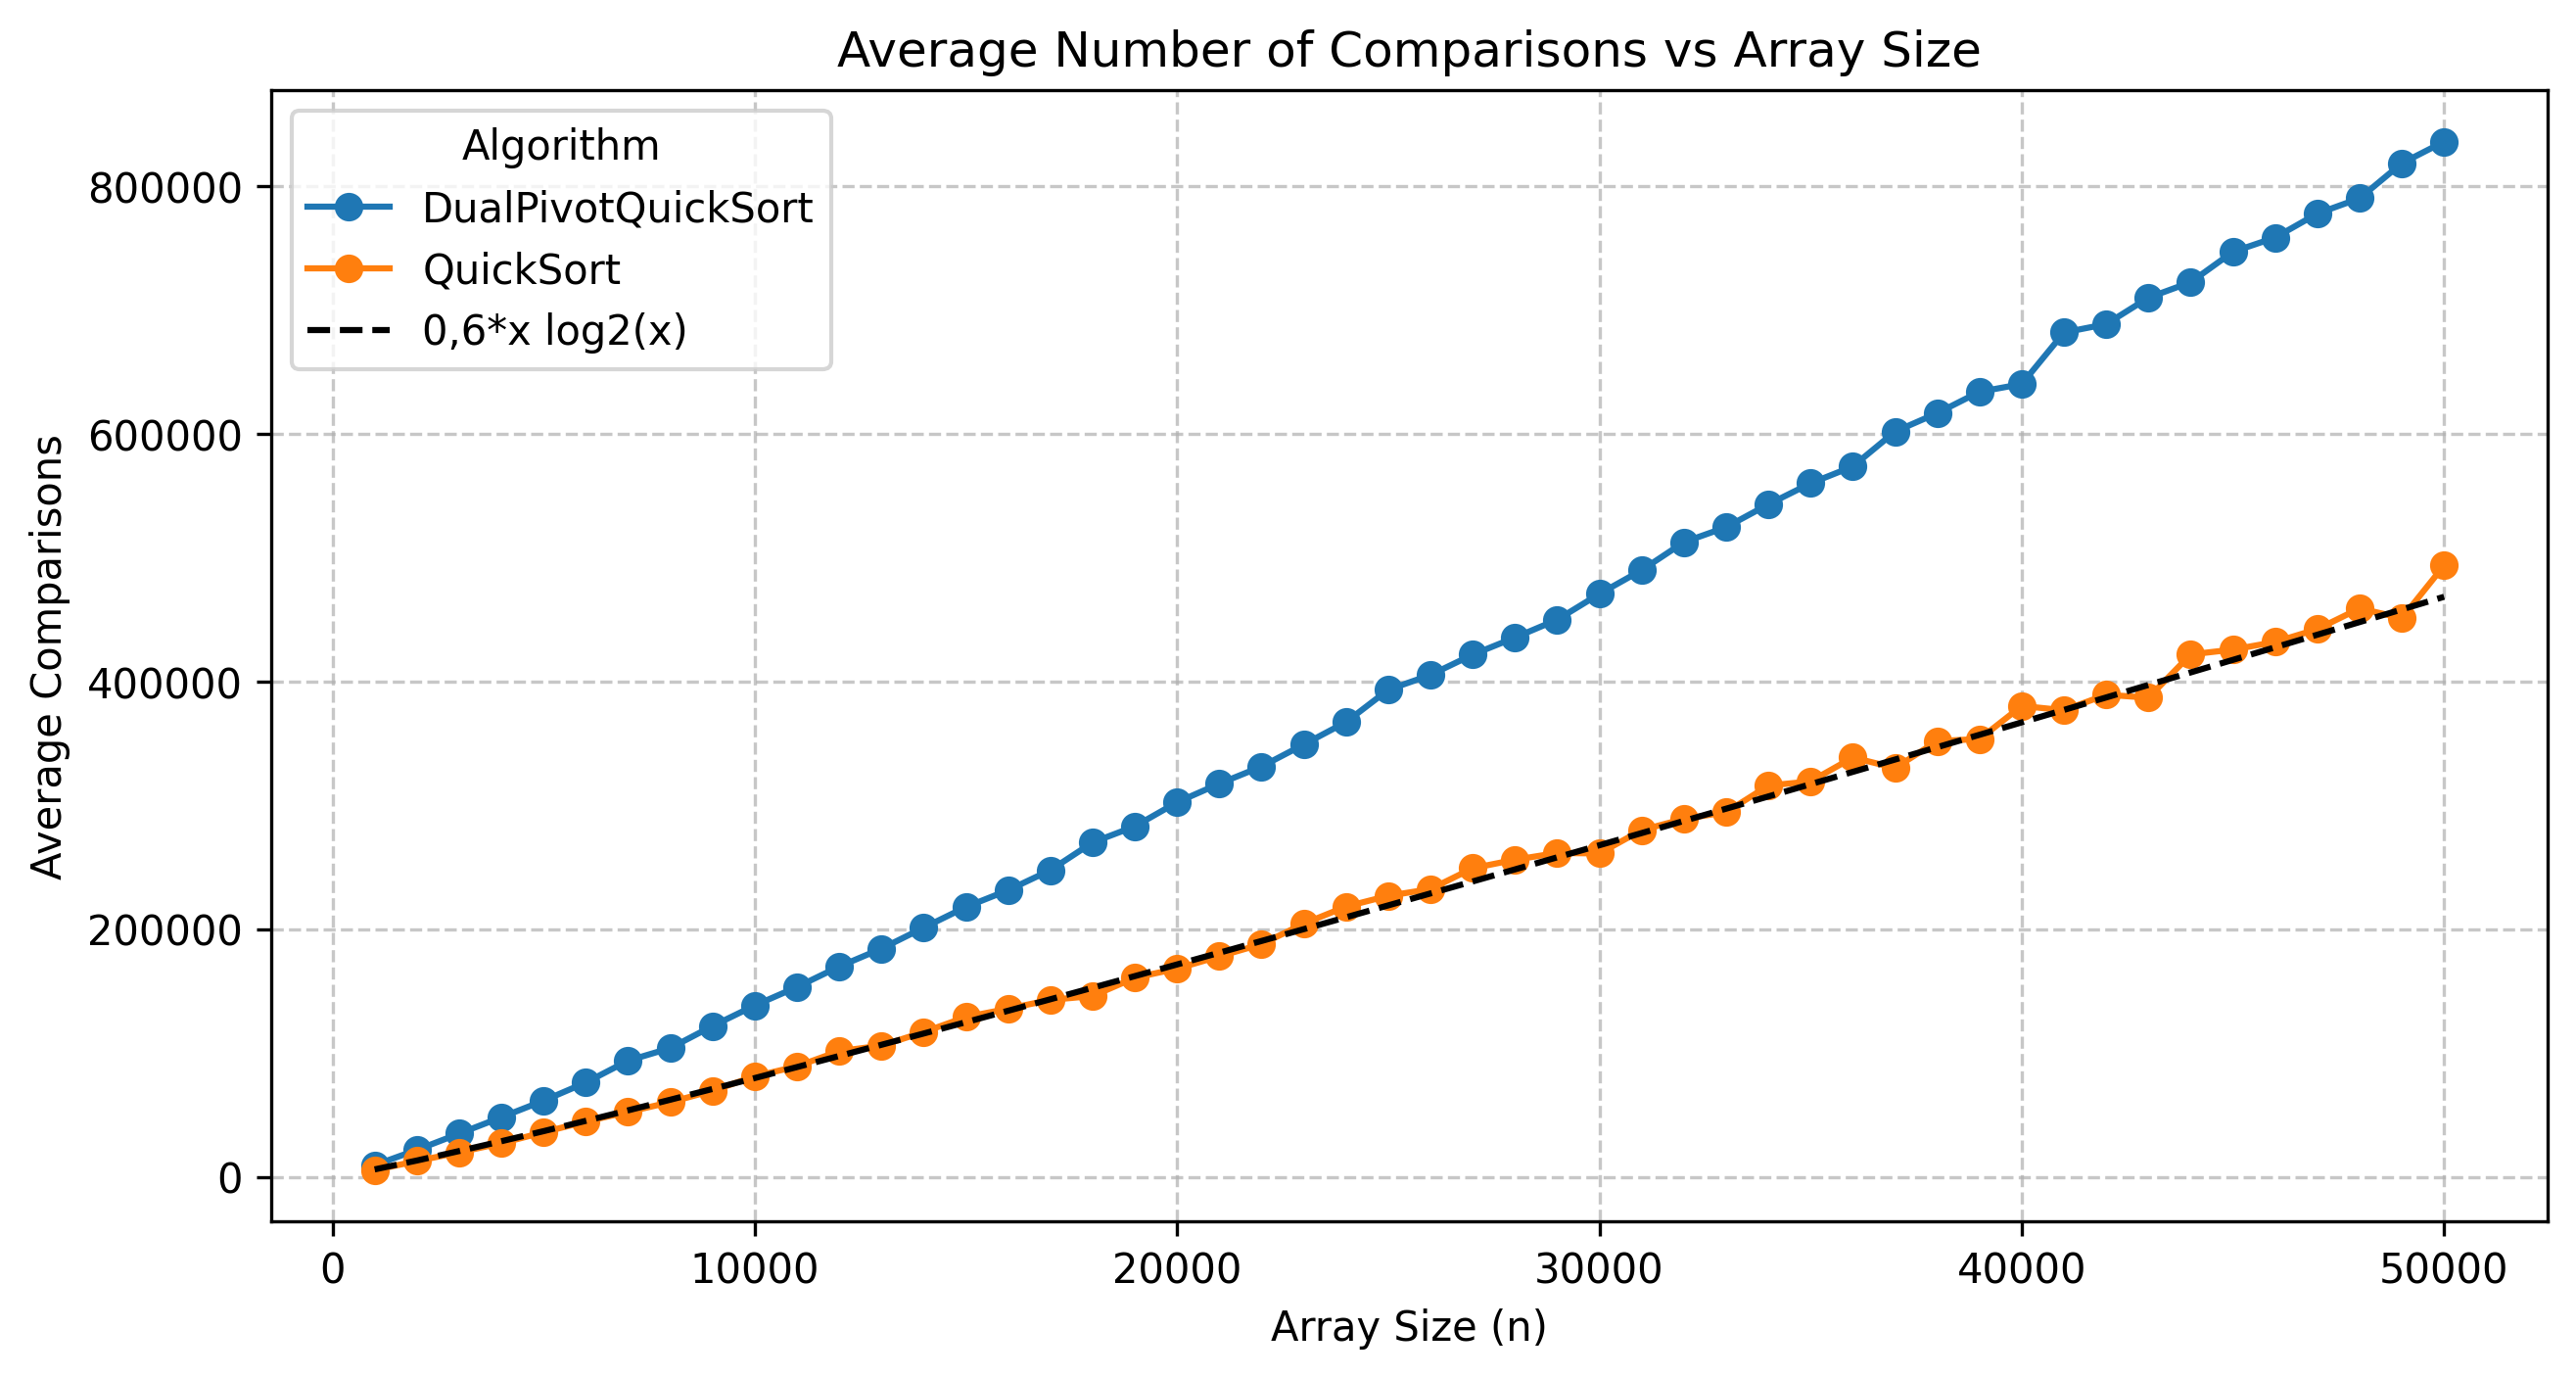 Average Number of Comparisons vs Array Size
Algorithm
DualPivotQuickSort
QuickSort
0,6*x log2(x)
Average Comparisons
800000
600000
400000
200000
0
0 10000 20000 30000 40000 50000
Array Size (n)